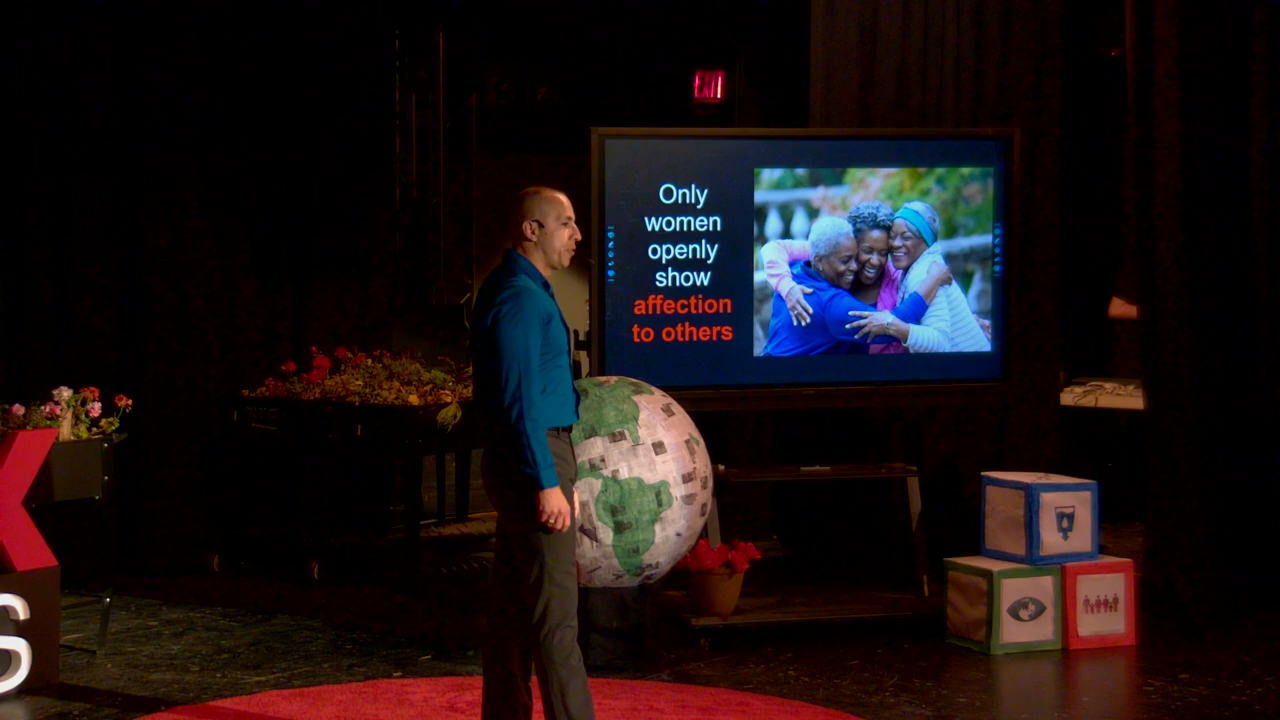 EXIT
Only
women
openly
show
affection
to others
X
S